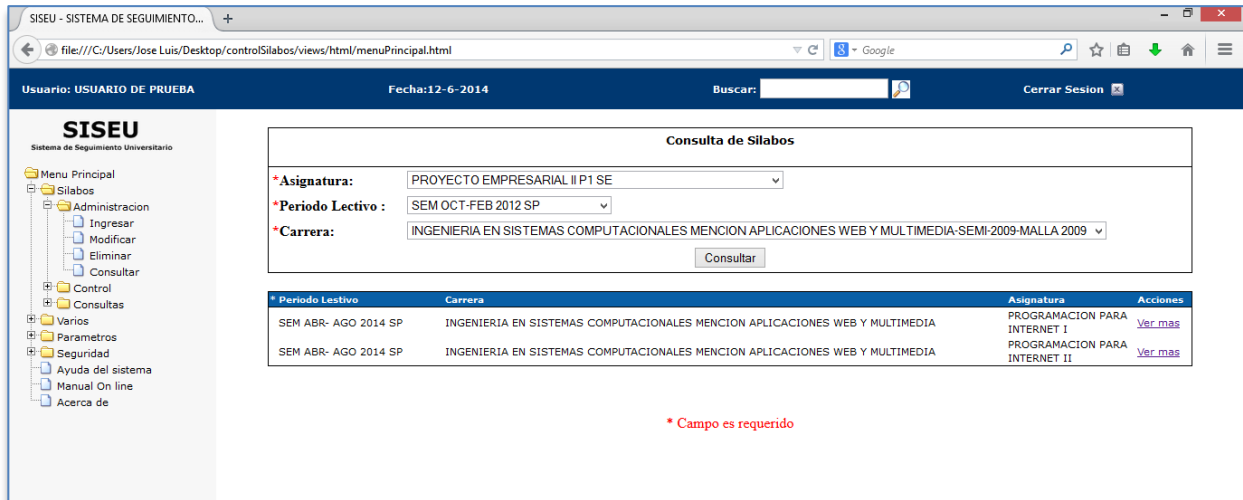 SISEU - SISTEMA DE SEGUIMIENTO...
file:///C:/Users/Jose Luis/Desktop/controlSilabos/views/html/menuPrincipal.html
Google
Usuario: USUARIO DE PRUEBA
Fecha:12-6-2014
Buscar:
Cerrar Sesion
SISEU
Sistema de Seguimiento Universitario
Menu Principal
Silabos
Administracion
Ingresar
Modificar
Eliminar
Consultar
Control
Consultas
Varios
Parametros
Seguridad
Ayuda del sistema
Manual On line
Acerca de
Consulta de Silabos
*Asignatura: PROYECTO EMPRESARIAL II P1 SE
*Periodo Lectivo : SEM OCT-FEB 2012 SP
*Carrera: INGENIERIA EN SISTEMAS COMPUTACIONALES MENCION APLICACIONES WEB Y MULTIMEDIA-SEMI-2009-MALLA 2009
Consultar
* Periodo Lestivo Carrera Asignatura Acciones
SEM ABR- AGO 2014 SP INGENIERIA EN SISTEMAS COMPUTACIONALES MENCION APLICACIONES WEB Y MULTIMEDIA PROGRAMACION PARA INTERNET I Ver mas
SEM ABR- AGO 2014 SP INGENIERIA EN SISTEMAS COMPUTACIONALES MENCION APLICACIONES WEB Y MULTIMEDIA PROGRAMACION PARA INTERNET II Ver mas
* Campo es requerido